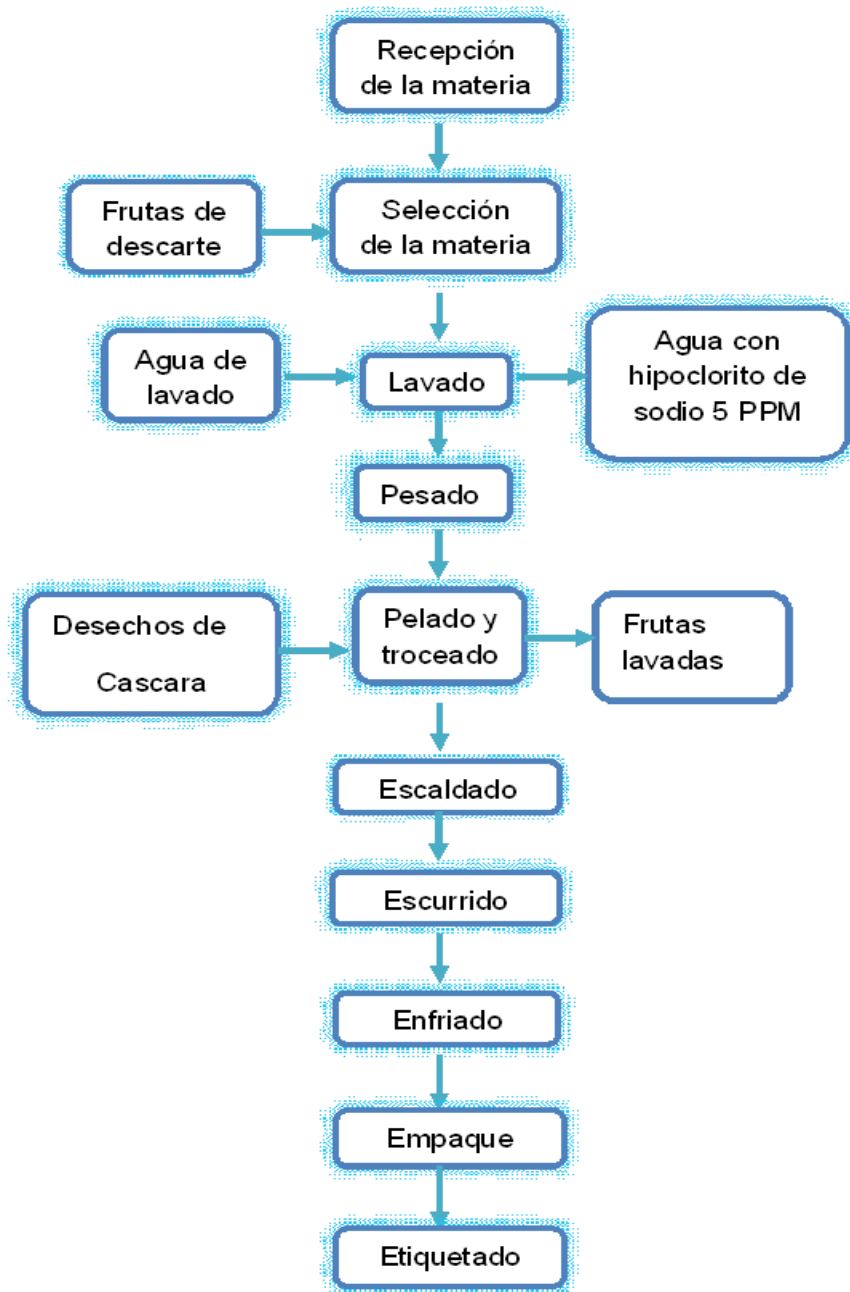 Recepción
de la materia
Frutas de
descarte
Selección
de la materia
Agua de
lavado
Lavado
Agua con
hipoclorito de
sodio 5 PPM
Pesado
Desechos de
Cascara
Pelado y
troceado
Frutas
lavadas
Escaldado
Escurrido
Enfriado
Empaque
Etiquetado